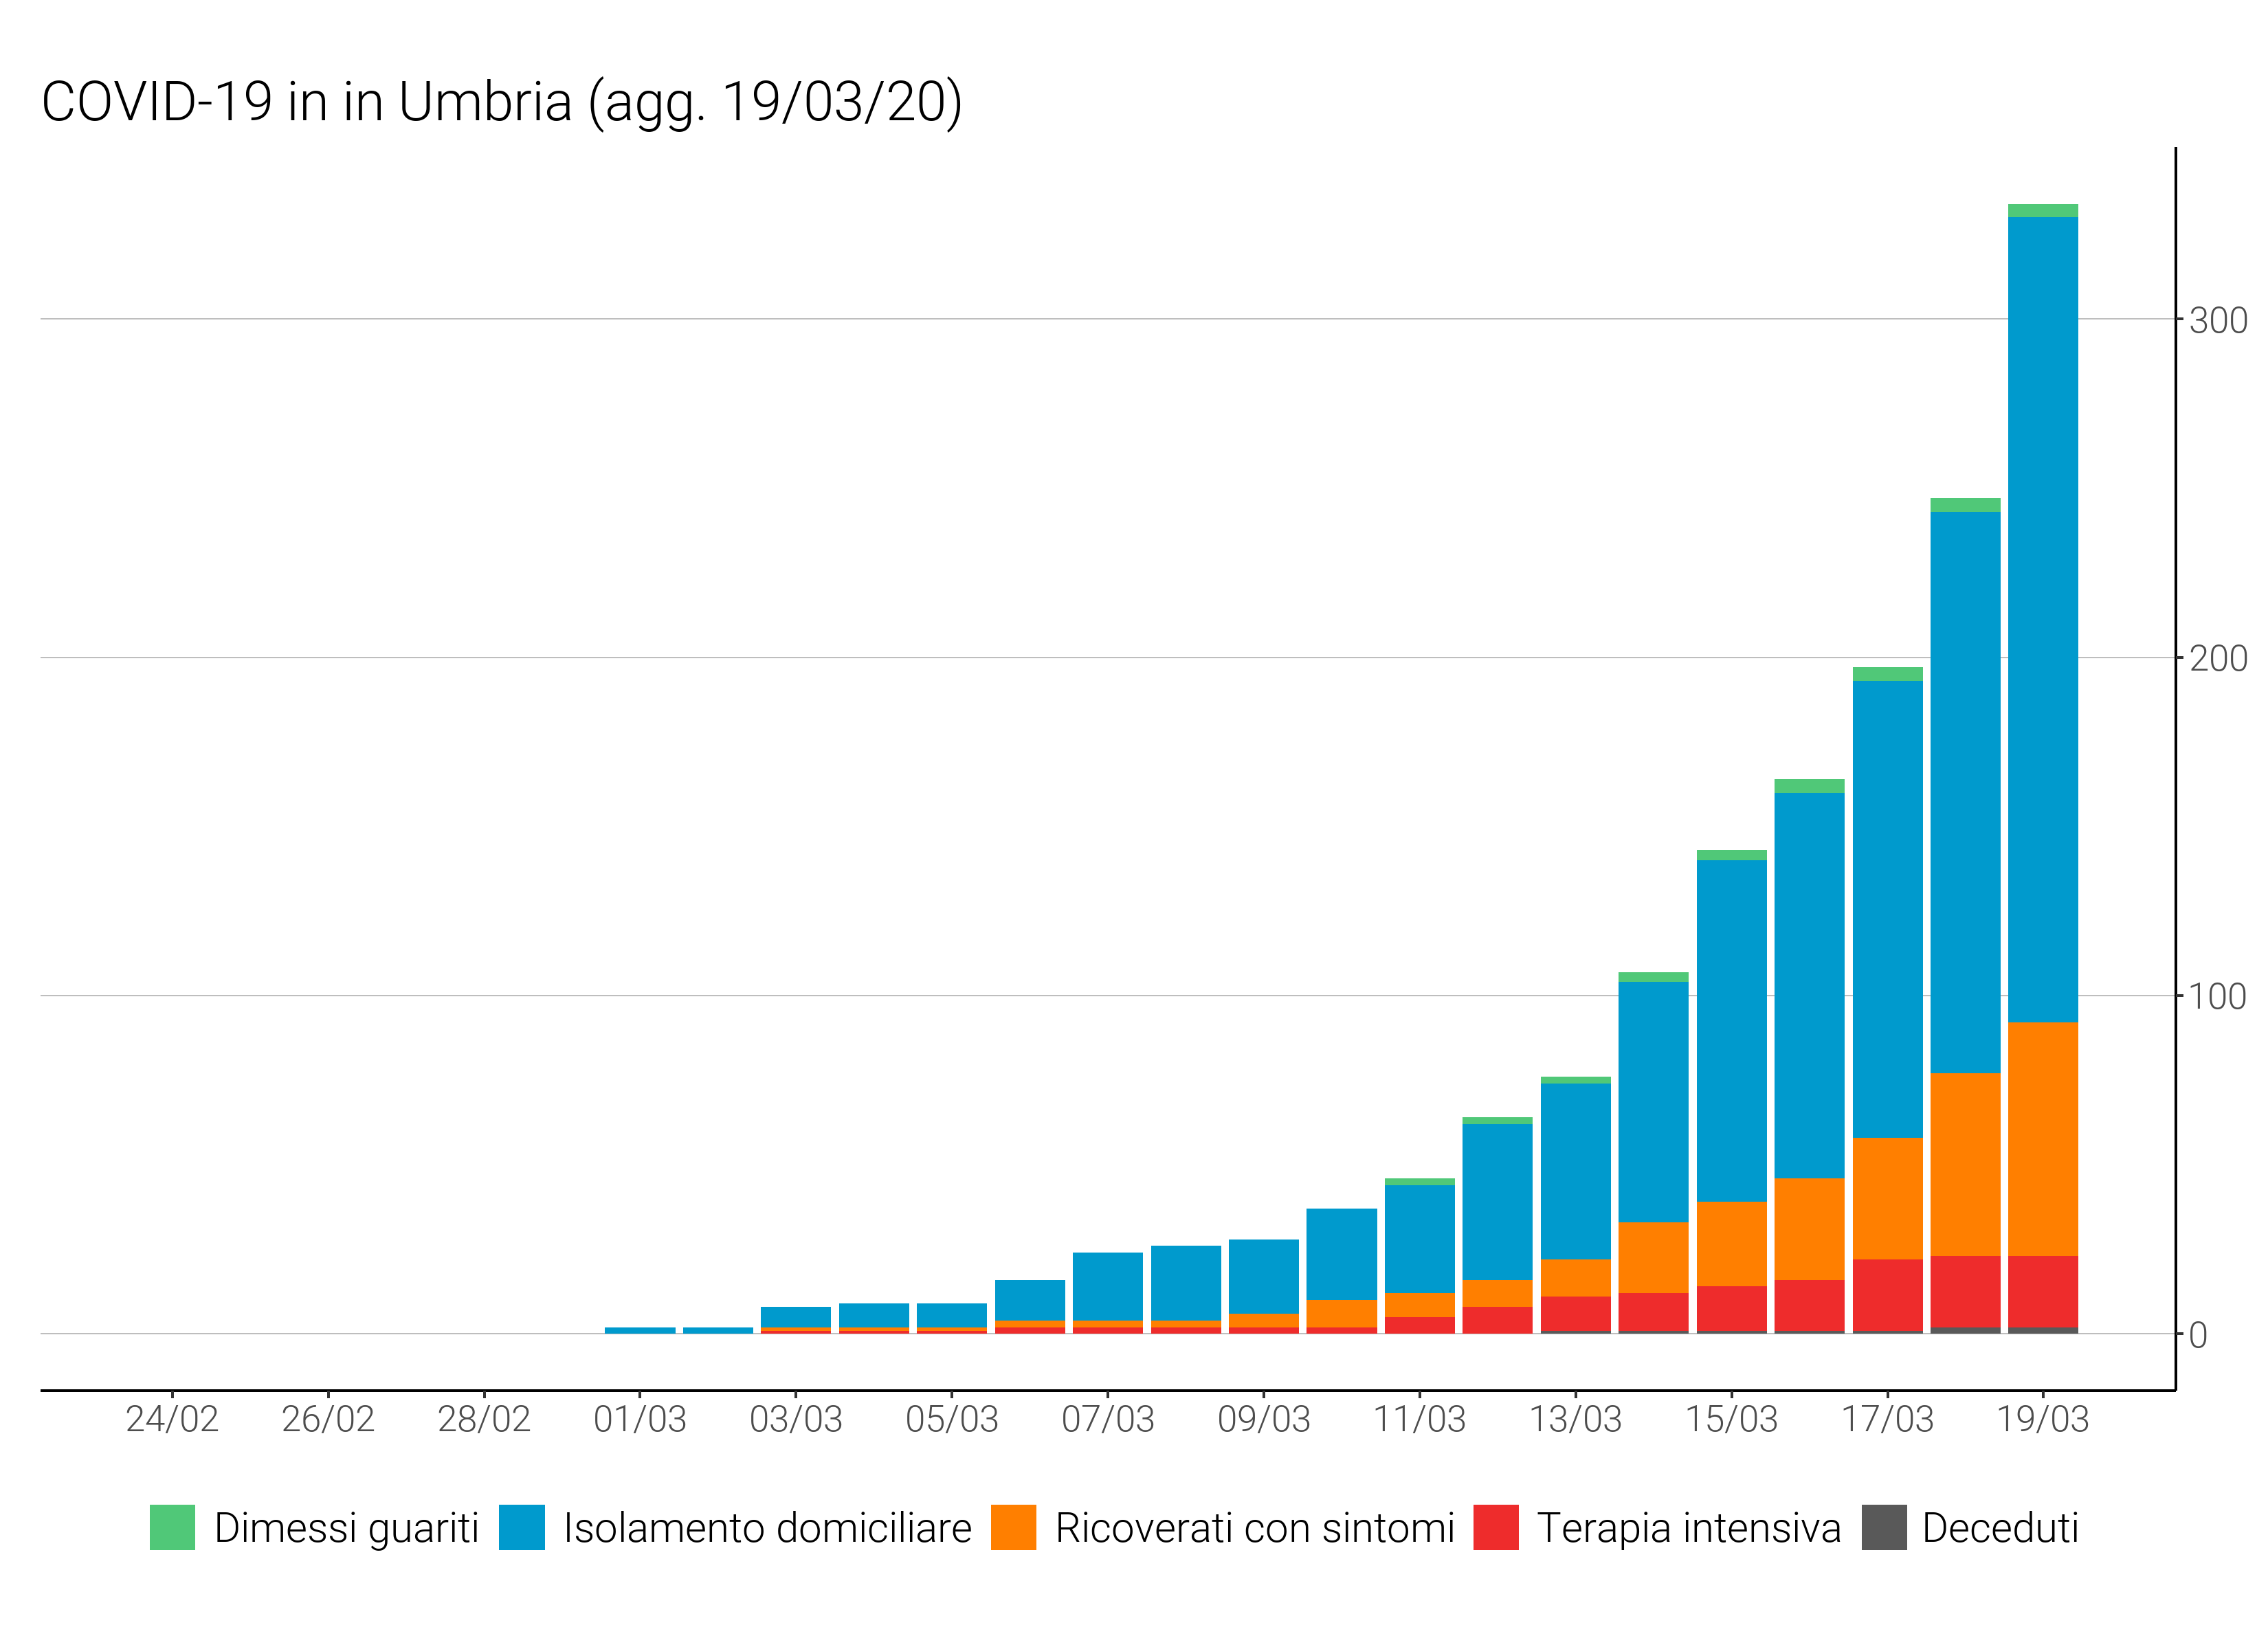 COVID-19 in in Umbria (agg. 19/03/20)
300
200
100
0
24/02 26/02 28/02 01/03 03/03 05/03 07/03 09/03 11/03 13/03 15/03 17/03 19/03
Dimessi guariti Isolamento domiciliare Ricoverati con sintomi Terapia intensiva Deceduti